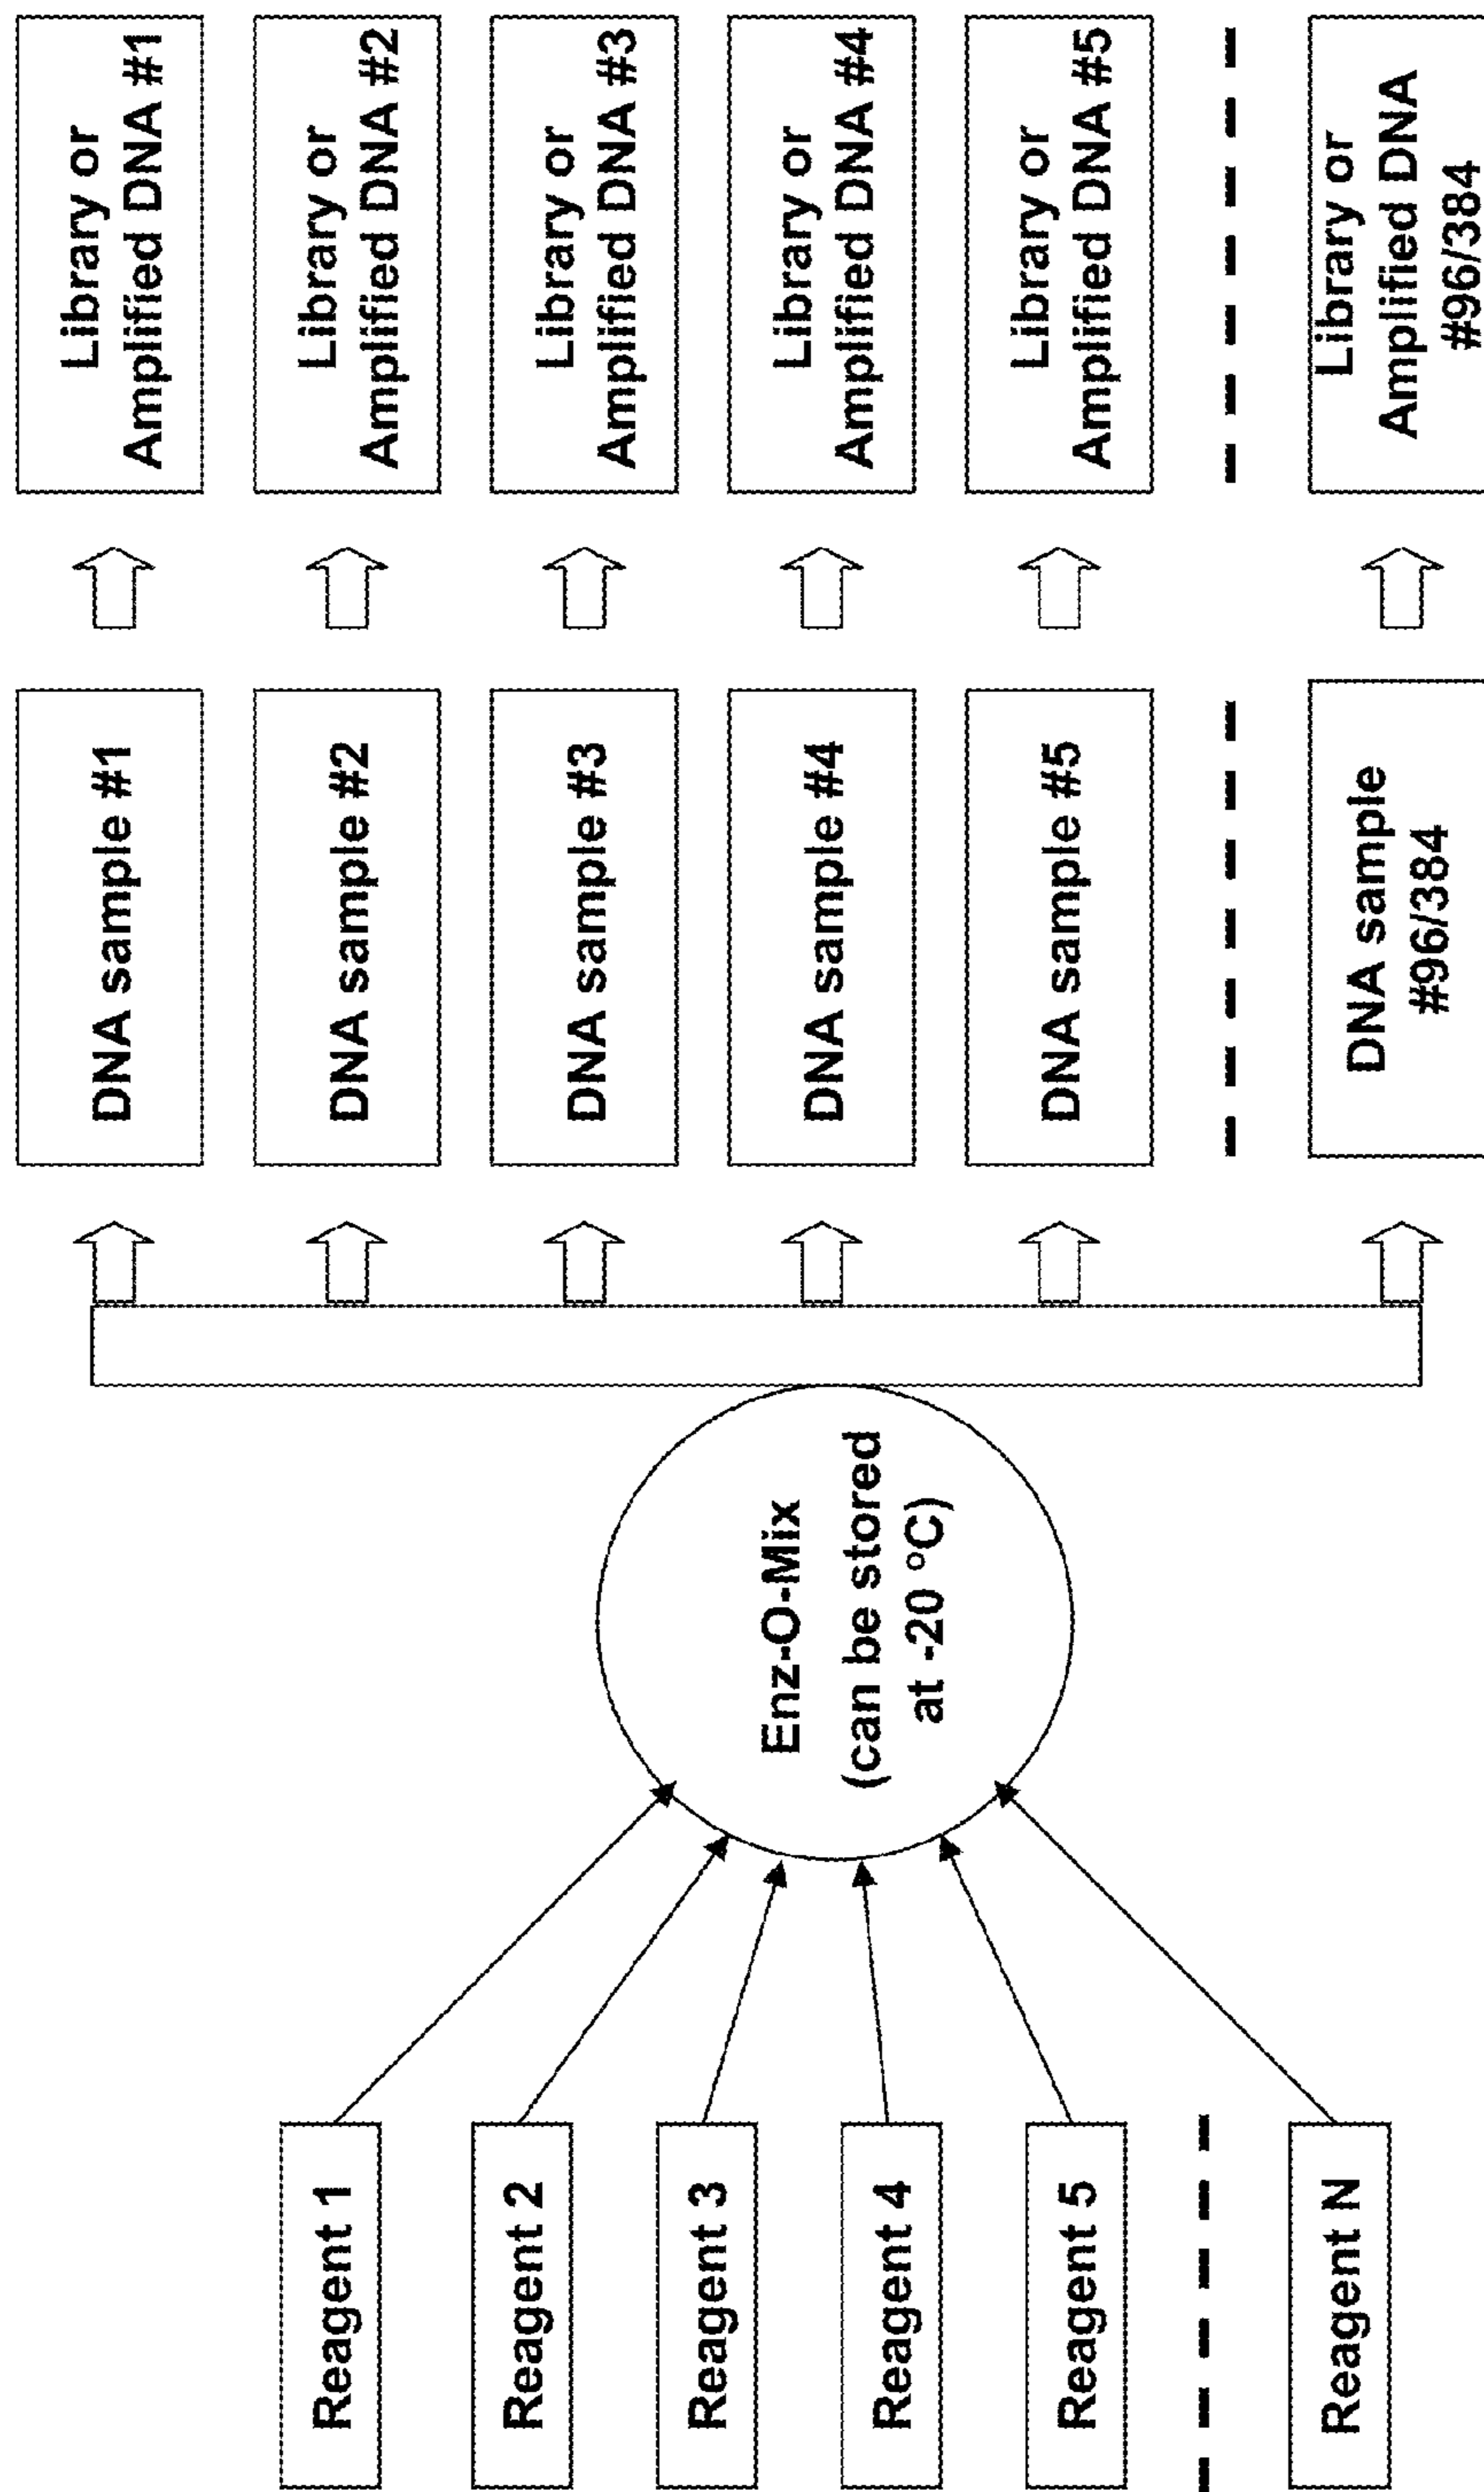 Reagent 1
Reagent 2
Reagent 3
Reagent 4
Reagent 5
Reagent N
Enz-O-Mix
(can be stored
at -20 °C)
DNA sample #1
DNA sample #2
DNA sample #3
DNA sample #4
DNA sample #5
DNA sample
#96/384
Library or
Amplified DNA #1
Library or
Amplified DNA #2
Library or
Amplified DNA #3
Library or
Amplified DNA #4
Library or
Amplified DNA #5
Library or
Amplified DNA
#96/384